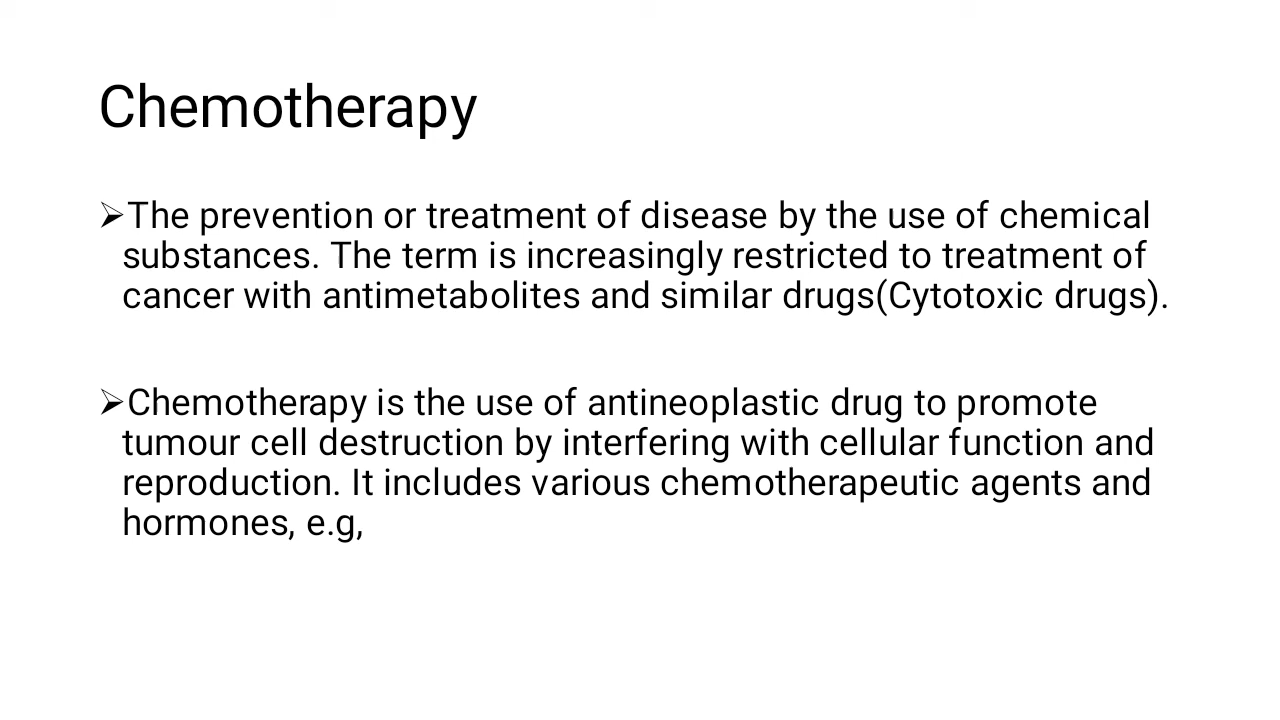 Chemotherapy
➢The prevention or treatment of disease by the use of chemical
substances. The term is increasingly restricted to treatment of
cancer with antimetabolites and similar drugs(Cytotoxic drugs).
➢Chemotherapy is the use of antineoplastic drug to promote
tumour cell destruction by interfering with cellular function and
reproduction. It includes various chemotherapeutic agents and
hormones, e.g,